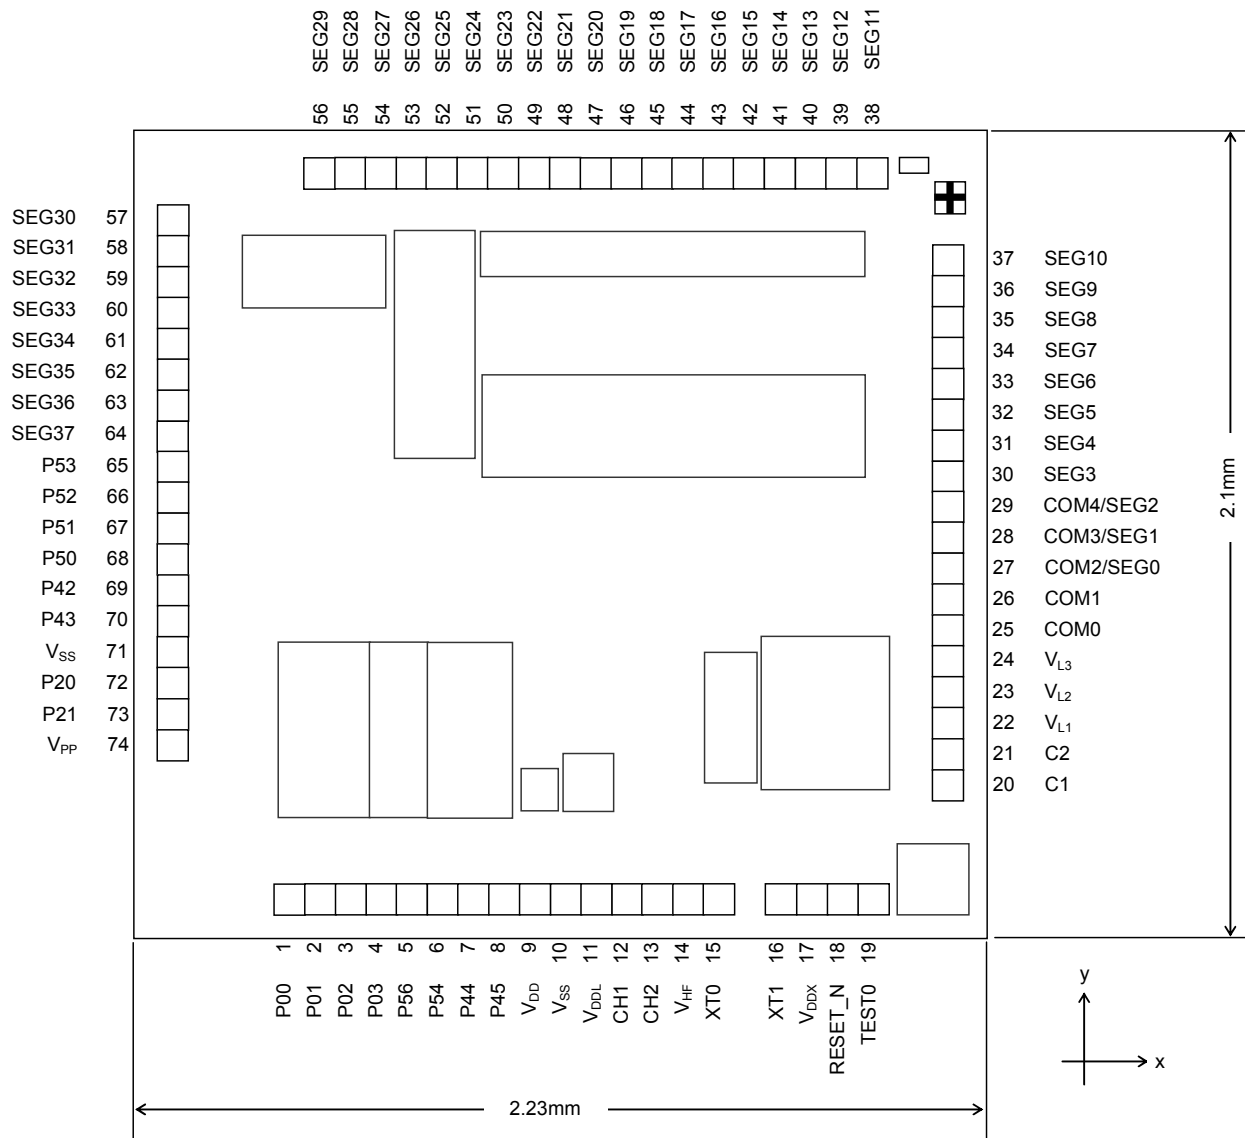 SEG29 SEG28 SEG27 SEG26 SEG25 SEG24 SEG23 SEG22 SEG21 SEG20 SEG19 SEG18 SEG17 SEG16 SEG15 SEG14 SEG13 SEG12 SEG11
56 55 54 53 52 51 50 49 48 47 46 45 44 43 42 41 40 39 38
SEG30 57
SEG31 58
SEG32 59
SEG33 60
SEG34 61
SEG35 62
SEG36 63
SEG37 64
P53 65
P52 66
P51 67
P50 68
P42 69
P43 70
VSS 71
P20 72
P21 73
VPP 74
37 SEG10
36 SEG9
35 SEG8
34 SEG7
33 SEG6
32 SEG5
31 SEG4
30 SEG3
29 COM4/SEG2
28 COM3/SEG1
27 COM2/SEG0
26 COM1
25 COM0
24 VL3
23 VL2
22 VL1
21 C2
20 C1
2.1mm
1 2 3 4 5 6 7 8 9 10 11 12 13 14 15 16 17 18 19
P00 P01 P02 P03 P56 P54 P44 P45 VDD VSS VDDL CH1 CH2 VHF XT0 XT1 VDDX RESET_N TEST0
y
x
2.23mm